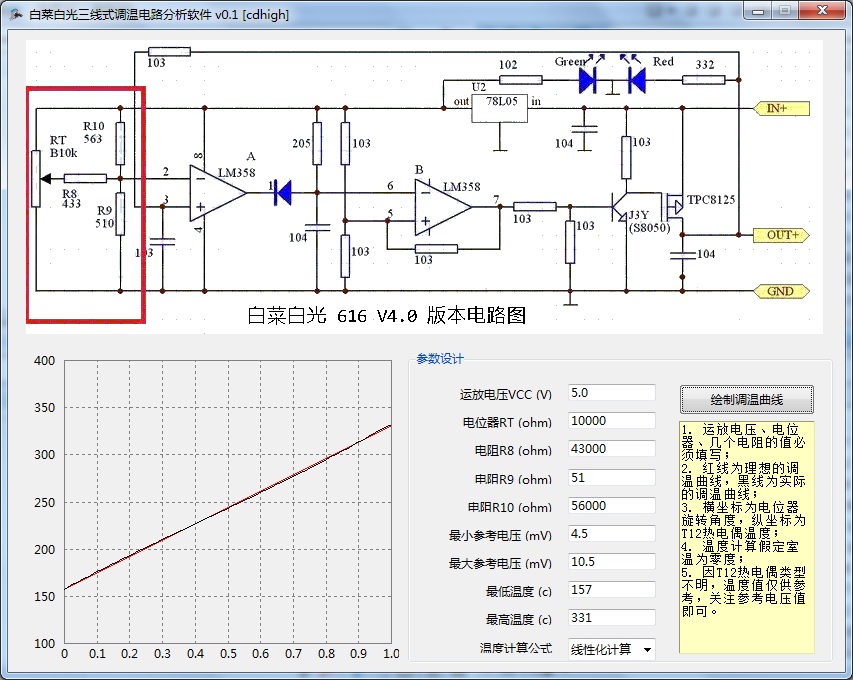 白菜白光三线式调温电路分析软件 v0.1 [cdhigh]
103
102
Green
Red
332
U2
out
78L05
in
IN+
RT
B10k
R10
563
R8
433
R9
510
103
2
3
8
4
A
LM358
1
205
103
104
104
103
6
5
B
LM358
7
103
103
103
103
J3Y
(S8050)
TPC8125
OUT+
104
GND
白菜白光 616 V4.0 版本电路图
400
350
300
250
200
150
100
0 0.1 0.2 0.3 0.4 0.5 0.6 0.7 0.8 0.9 1.0
参数设计
运放电压VCC (V) 5.0
电位器RT (ohm) 10000
电阻R8 (ohm) 43000
电阻R9 (ohm) 51
电阻R10 (ohm) 56000
最小参考电压 (mV) 4.5
最大参考电压 (mV) 10.5
最低温度 (c) 157
最高温度 (c) 331
温度计算公式 线性化计算
绘制调温曲线
1. 运放电压、电位
器、几个电阻的值必
须填写；
2. 红线为理想的调
温曲线，黑线为实际
的调温曲线；
3. 横坐标为电位器
旋转角度，纵坐标为
T12热电偶温度；
4. 温度计算假定室
温为零度；
5. 因T12热电偶类型
不明，温度值仅供参
考，关注参考电压值
即可。